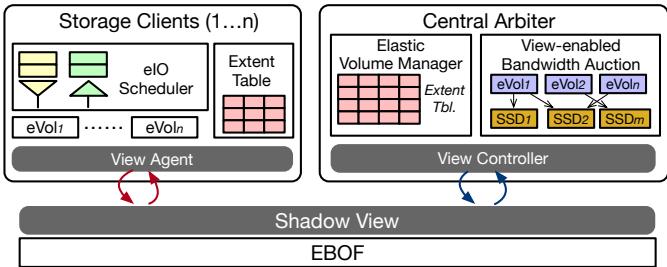 Storage Clients (1...n)
eIO
Scheduler
Extent
Table
eVol1 ...... eVoln
View Agent
Central Arbiter
Elastic
Volume Manager
Extent
Tbl.
View-enabled
Bandwidth Auction
eVol1 eVol2 eVoln
SSD1 SSD2 SSDm
View Controller
Shadow View
EBOF